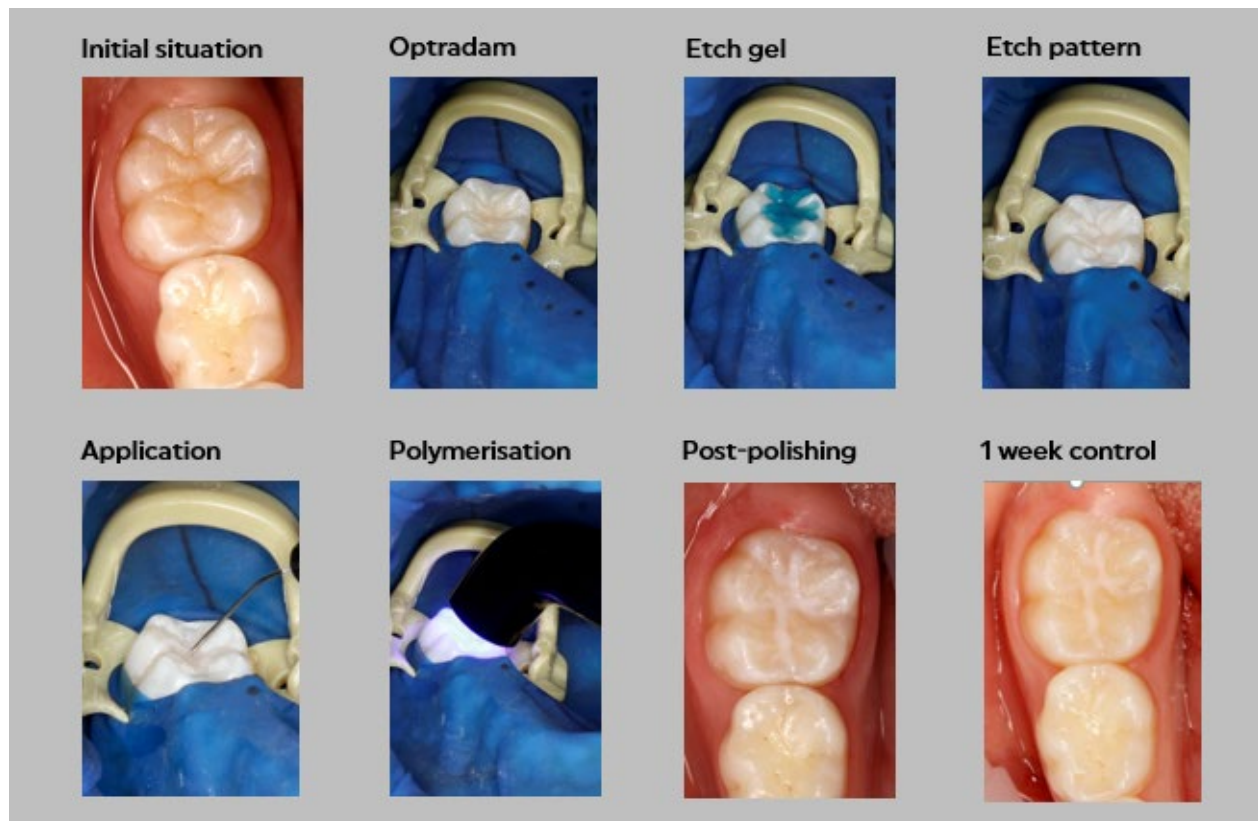 Initial situation
Optradam
Etch gel
Etch pattern
Application
Polymerisation
Post-polishing
1 week control